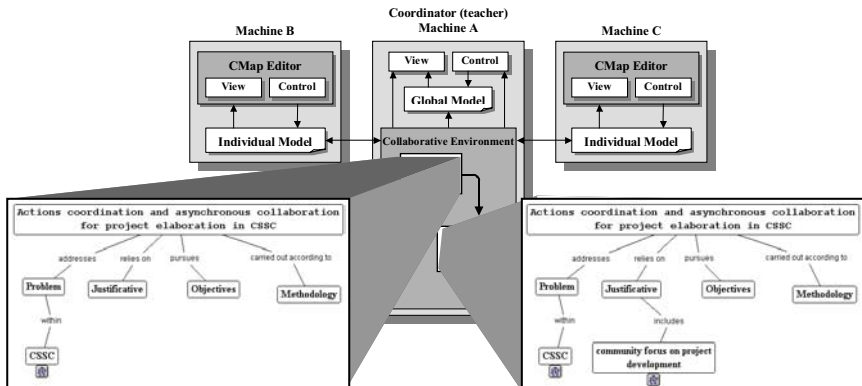 Coordinator (teacher)
Machine B
Machine A
Machine C
CMap Editor
View
Control
Individual Model
View
Control
Global Model
Collaborative Environment
CMap Editor
View
Control
Individual Model
Actions coordination and asynchronous collaboration
for project elaboration in CSSC
addresses
relies on
pursues
carried out according to
Problem
Justificative
Objectives
Methodology
within
CSSC
Actions coordination and asynchronous collaboration
for project elaboration in CSSC
addresses
relies on
pursues
carried out according to
Problem
Justificative
Objectives
Methodology
within
includes
CSSC
community focus on project
development